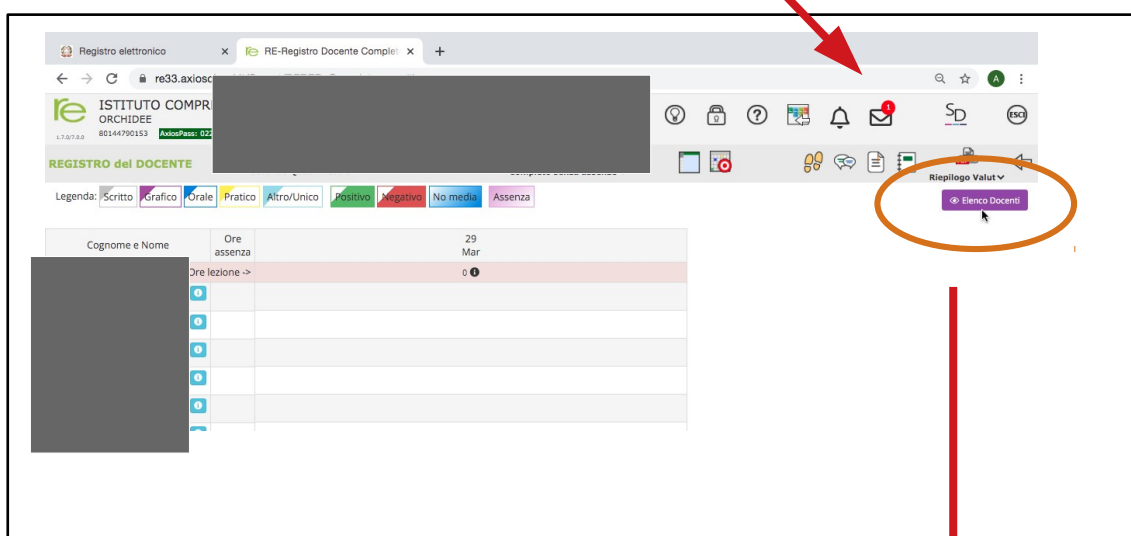 Registro elettronico × RE-Registro Docente Comple × +
re33.axiosc
A
re ISTITUTO COMPR
ORCHIDEE
1.7.0/7.0.0 80144790153 AxiosPass: 022
? 1 SD ESCI
REGISTRO del DOCENTE
Riepilogo Valut
Legenda: Scritto Grafico Orale Pratico Altro/Unico Positivo Negativo No media Assenza
Elenco Docenti
Cognome e Nome Ore assenza 29 Mar
Ore lezione -> 0